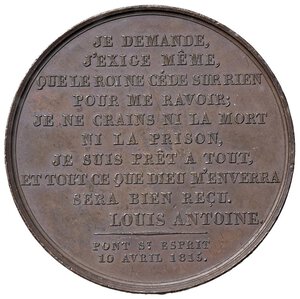 JE DEMANDE,
J'EXIGE MÊME,
QUE LE ROI NE CÉDE SUR RIEN
POUR ME RAVOIR;
JE NE CRAINS NI LA MORT
NI LA PRISON,
JE SUIS PRÊT A TOUT,
ET TOUT CE QUE DIEU M'ENVERRA
SERA BIEN REÇU.
LOUIS ANTOINE.
PONT ST ESPRIT
10 AVRIL 1815.